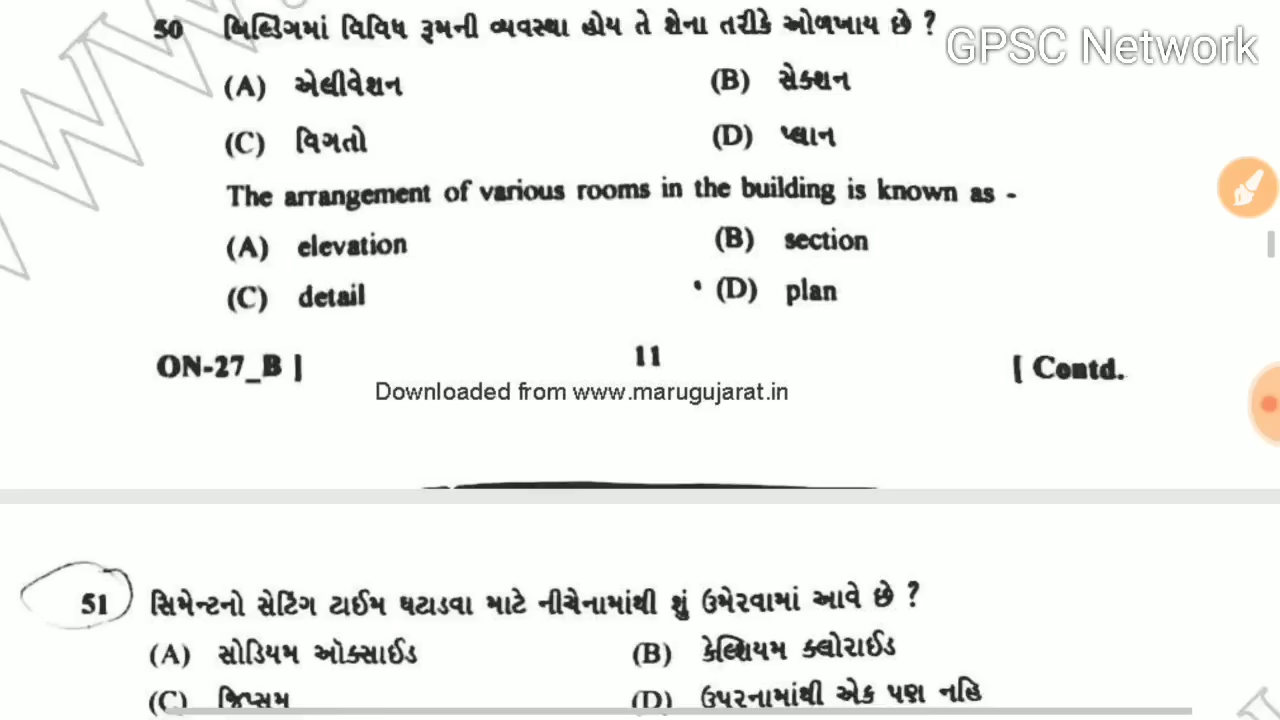 GPSC Network
50 બિલ્ડિંગમાં વિવિધ રૂમની વ્યવસ્થા હોય તે શેના તરીકે ઓળખાય છે ?
(A) એલીવેશન (B) સેક્શન
(C) વિગતો (D) પ્લાન
The arrangement of various rooms in the building is known as -
(A) elevation (B) section
(C) detail (D) plan
ON-27_B ] 11 [ Contd.
Downloaded from www.marugujarat.in
51 સિમેન્ટનો સેટિંગ ટાઈમ ઘટાડવા માટે નીચેનામાંથી શું ઉમેરવામાં આવે છે ?
(A) સોડિયમ ઑક્સાઈડ (B) કેલ્શિયમ ક્લોરાઈડ
(C) જિપ્સમ (D) ઉપરનામાંથી એક પણ નહિ